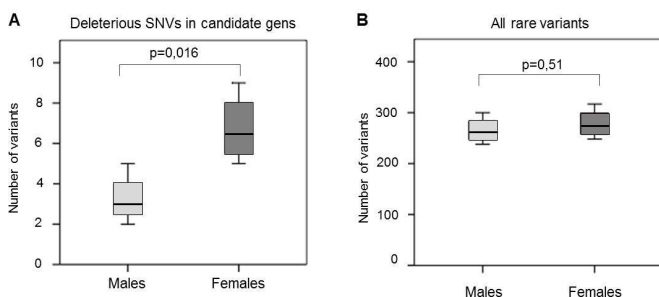 A
Deleterious SNVs in candidate gens
p=0,016
Number of variants
10
8
6
4
2
0
Males
Females
B
All rare variants
p=0,51
Number of variants
400
300
200
100
0
Males
Females